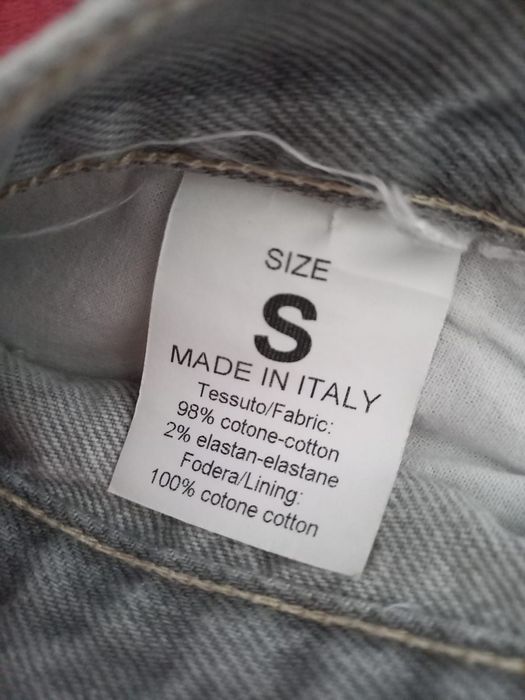 SIZE
S
MADE IN ITALY
Tessuto/Fabric:
98% cotone-cotton
2% elastan-elastane
Fodera/Lining:
100% cotone cotton